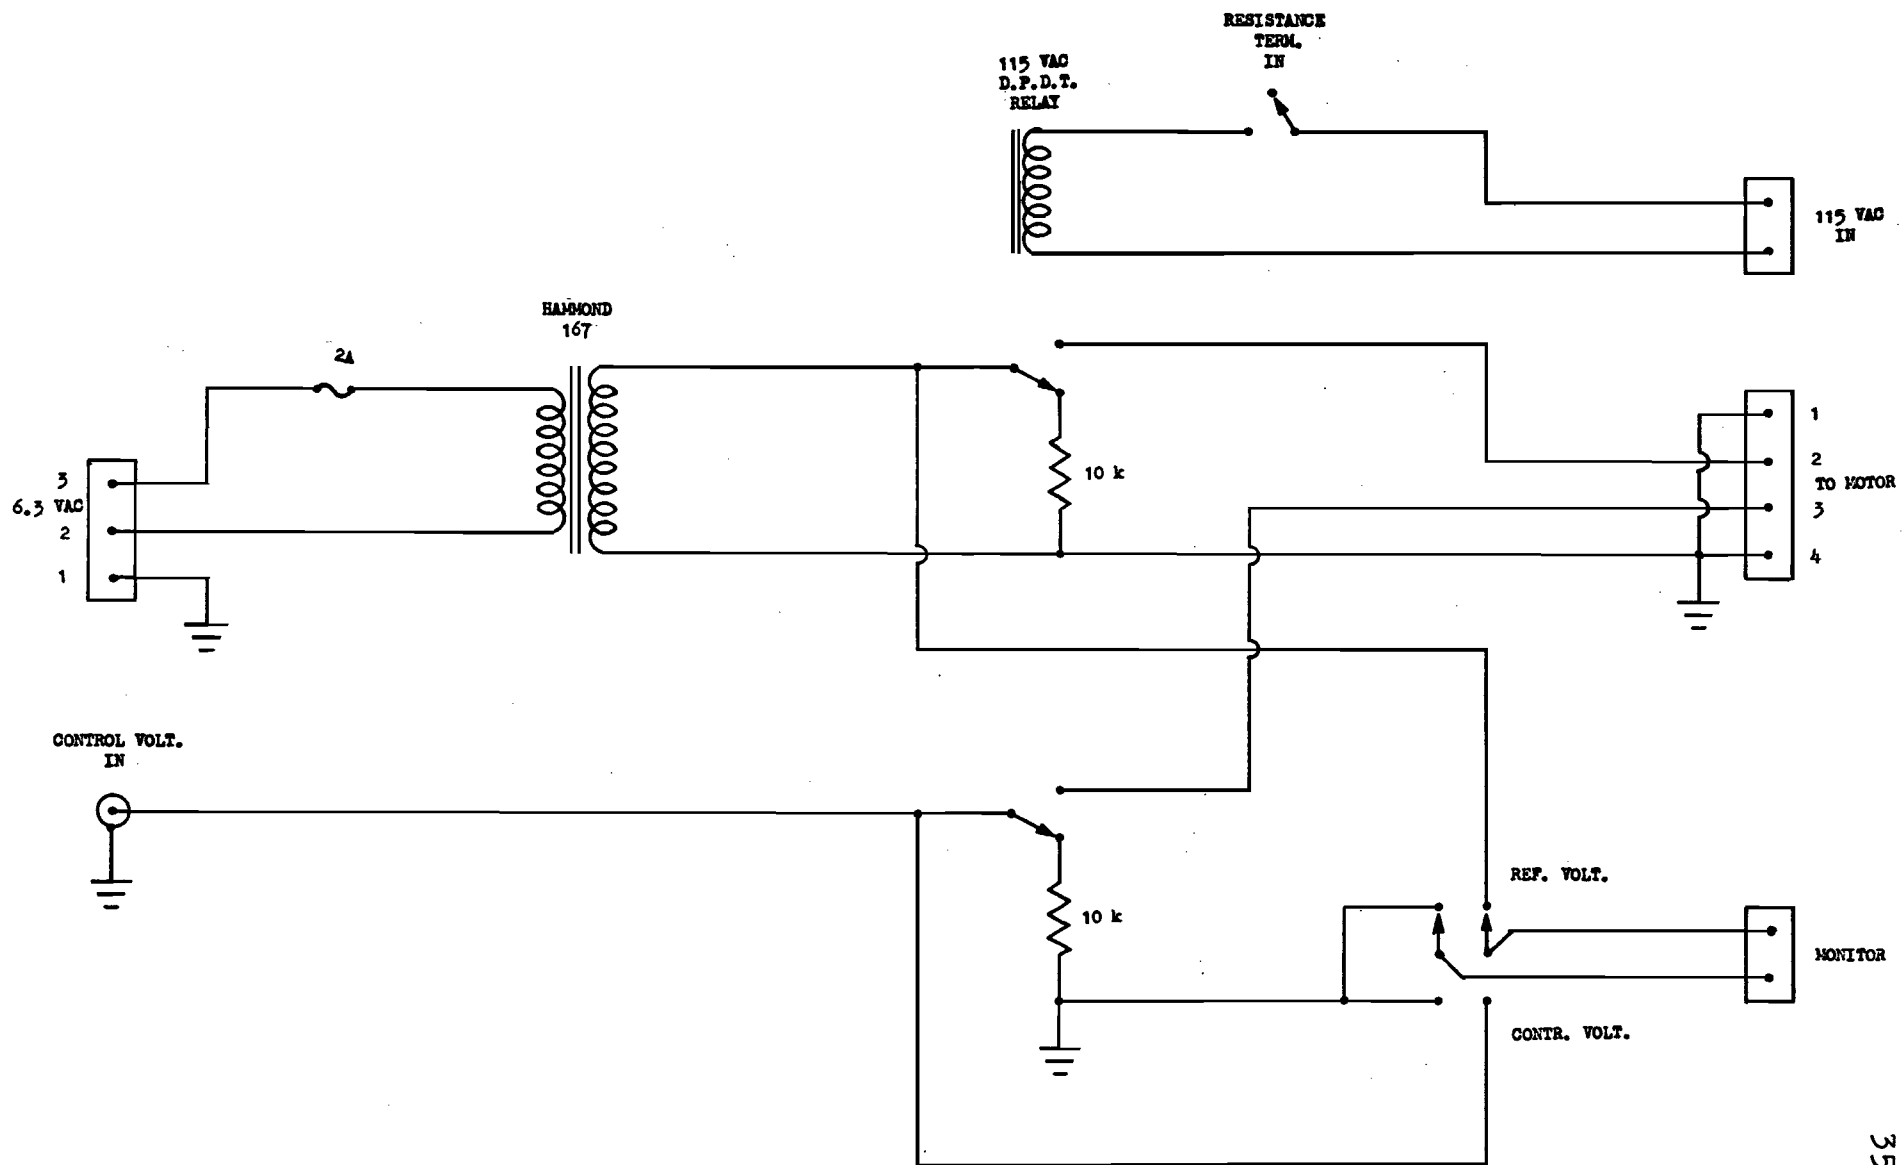 RESISTANCE
TERM.
IN
115 VAC
D.P.D.T.
RELAY
115 VAC
IN
HAMMOND
167
2A
3
6.3 VAC
2
1
10 k
1
2
TO MOTOR
3
4
CONTROL VOLT.
IN
10 k
REF. VOLT.
MONITOR
CONTR. VOLT.
35